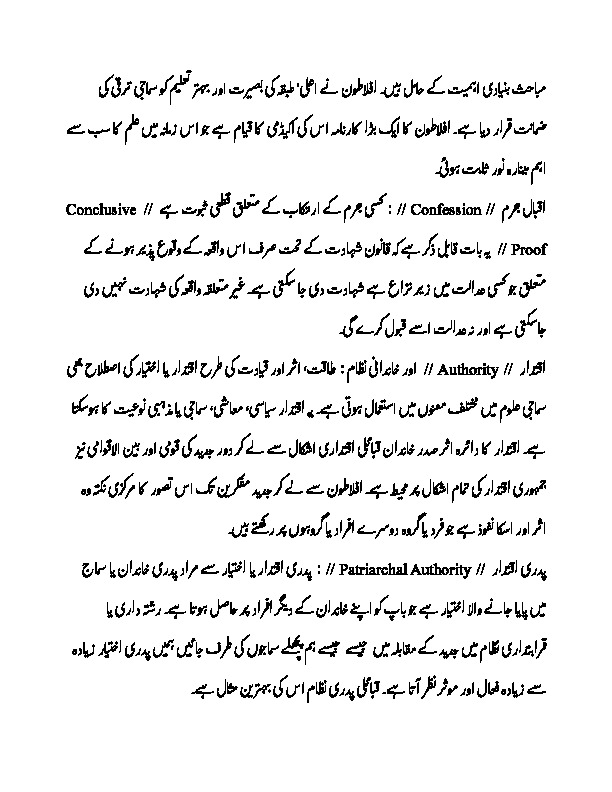 مباحث بنیادی اہمیت کے حامل ہیں۔ افلاطون نے اعلیٰ طبقہ کی بصیرت اور بہتر تعلیم کو سماجی ترقی کی
ضمانت قرار دیا ہے۔ افلاطون کا ایک بڑا کارنامہ اس کی اکیڈمی کا قیام ہے جو اس زمانہ میں علم کا سب سے
اہم مینارہ نور ثابت ہوئی۔
اقبال جرم // Confession // : کسی جرم کے ارتکاب کے متعلق قطعی ثبوت ہے // Conclusive
Proof // یہ بات قابل ذکر ہے کہ قانون شہادت کے تحت صرف اس واقعہ کے وقوع پذیر ہونے کے
متعلق جو کسی عدالت میں زیر نزاع ہے شہادت دی جا سکتی ہے۔ غیر متعلقہ واقعہ کی شہادت نہیں دی
جاسکتی ہے اور نہ عدالت اسے قبول کرے گی۔
اقتدار // Authority // اور خاندانی نظام : طاقت، اثر اور قیادت کی طرح اقتدار یا اختیار کی اصطلاح بھی
سماجی علوم میں مختلف معنوں میں استعمال ہوتی ہے۔ یہ اقتدار سیاسی، معاشی، سماجی یا مذہبی نوعیت کا ہوسکتا
ہے۔ اقتدار کا دائرہ اثر صدر خاندان قبائلی اقتداری اشکال سے لے کر دور جدید کی قومی اور بین الاقوامی نیز
جمہوری اقتدار کی تمام اشکال پر محیط ہے۔ افلاطون سے لے کر جدید مفکرین تک اس تصور کا مرکزی نکتہ وہ
اثر اور اسکا نفوذ ہے جو فرد یا گروہ دوسرے افراد یا گروہوں پر رکھتے ہیں۔
پدری اقتدار // Patriarchal Authority // : پدری اقتدار یا اختیار سے مراد پدری خاندان یا سماج
میں پایا جانے والا اختیار ہے جو باپ کو اپنے خاندان کے دیگر افراد پر حاصل ہوتا ہے۔ رشتہ داری یا
قرابتداری نظام میں جدید کے مقابلہ میں جیسے جیسے ہم پچھلے سماجوں کی طرف جائیں ہمیں پدری اختیار زیادہ
سے زیادہ فعال اور موثر نظر آتا ہے۔ قبائلی پدری نظام اس کی بہترین مثال ہے۔